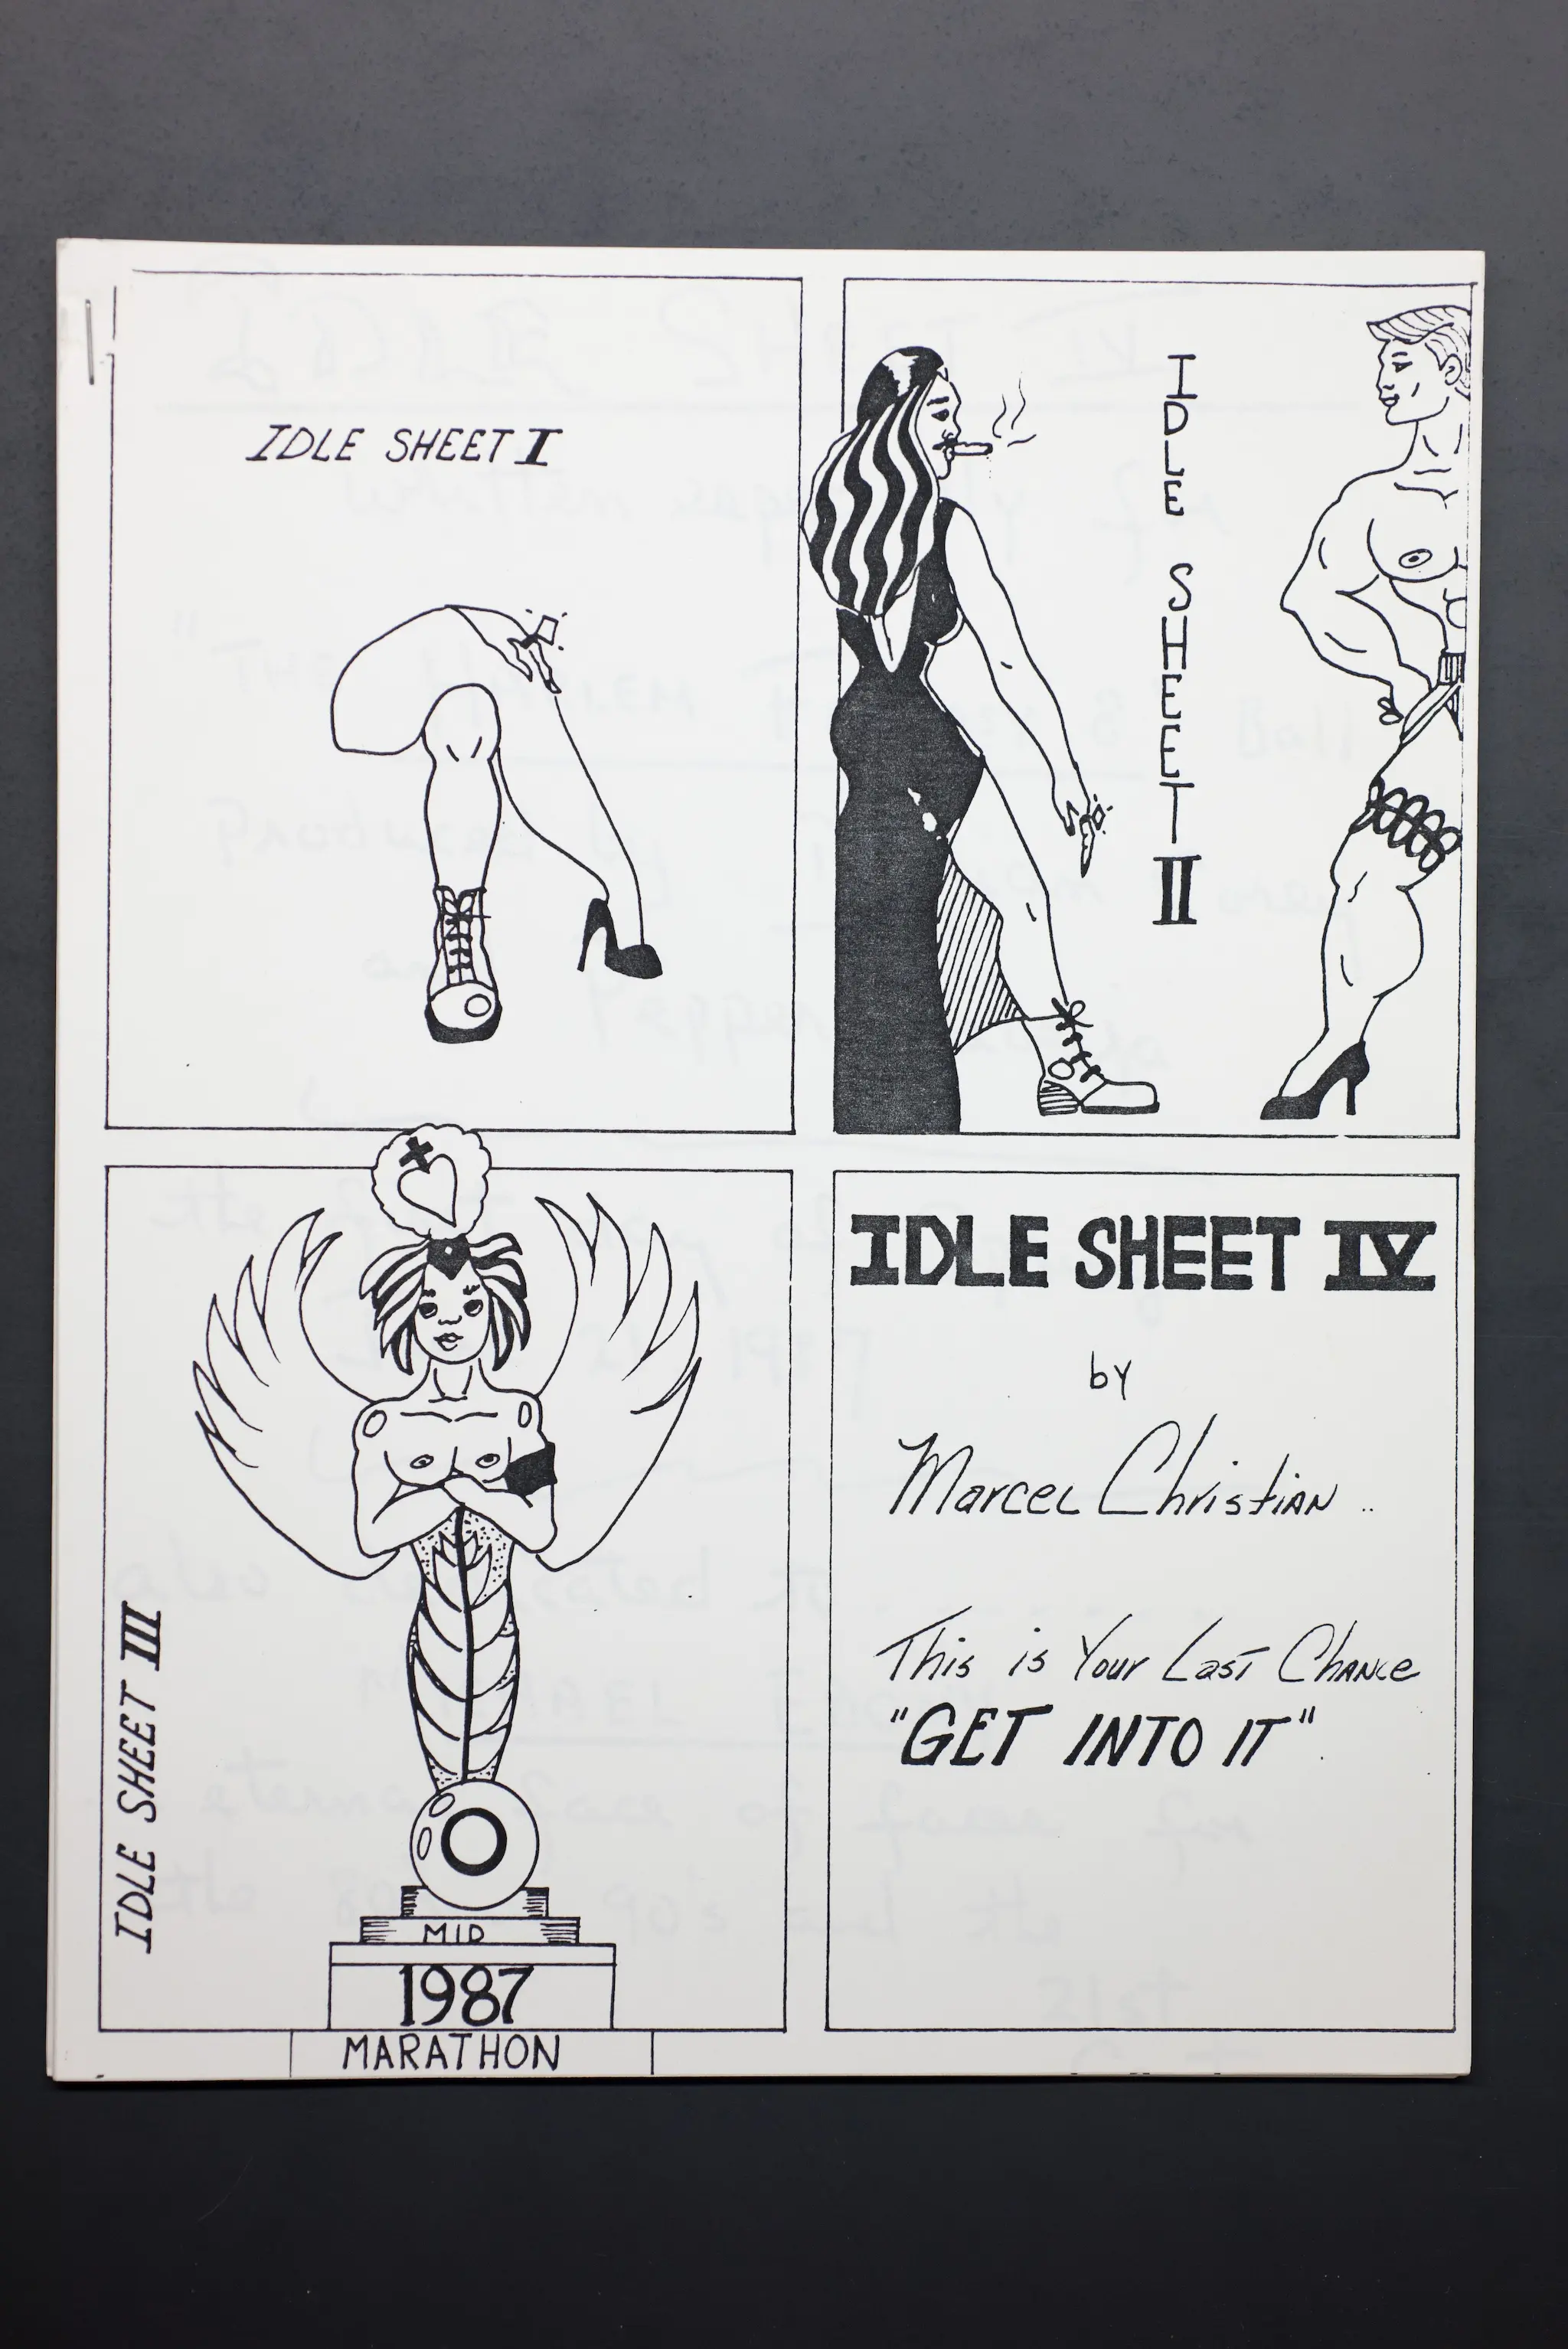 IDLE SHEET I
IDLE SHEET II
IDLE SHEET III
MID
1987
MARATHON
IDLE SHEET IV
by
Marcel Christian ..
This is Your Last Chance
"GET INTO IT".